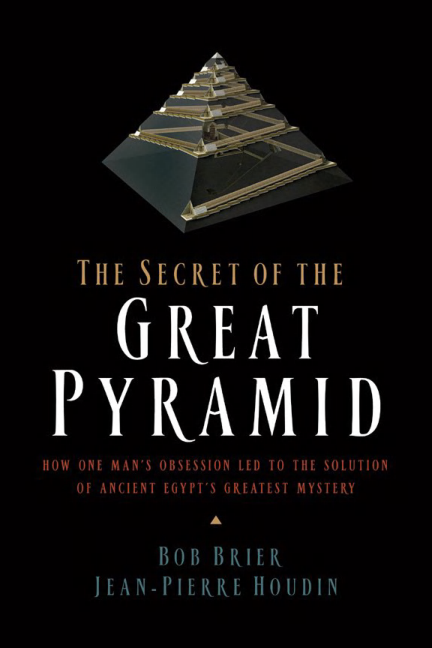 THE SECRET OF THE
GREAT
PYRAMID
HOW ONE MAN'S OBSESSION LED TO THE SOLUTION
OF ANCIENT EGYPT'S GREATEST MYSTERY
BOB BRIER
JEAN-PIERRE HOUDIN